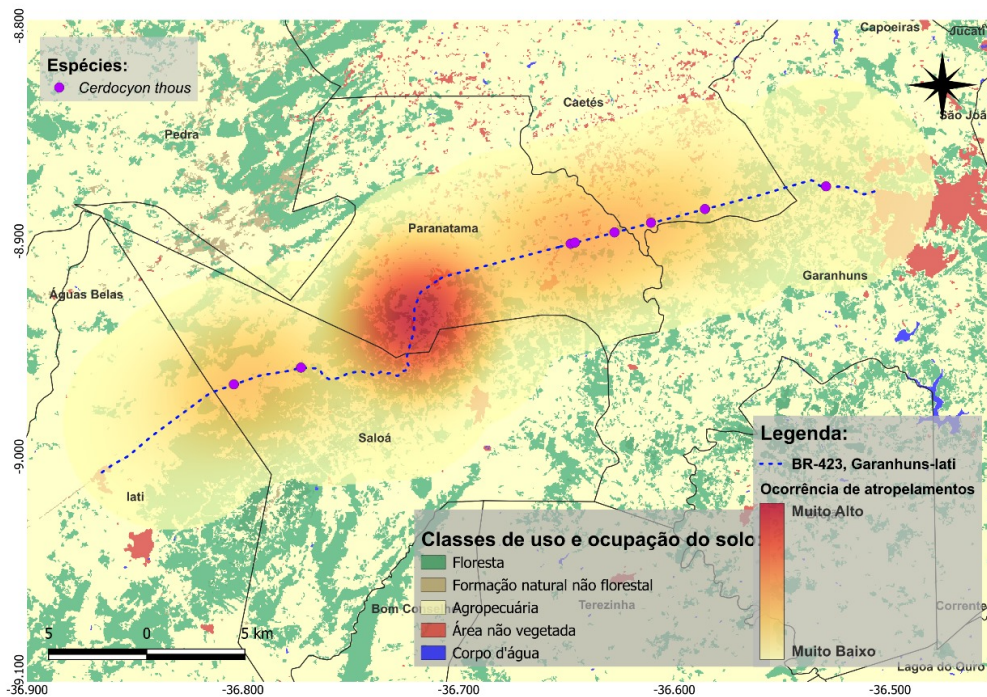 -8.800
Capoeiras
Jucati
Espécies:
Cerdocyon thous
Caetés
São Joã
Pedra
-8.900
Paranatama
Garanhuns
Águas Belas
Saloá
-9.000
Iati
Legenda:
BR-423, Garanhuns-Iati
Ocorrência de atropelamentos
Muito Alto
Muito Baixo
Classes de uso e ocupação do solo:
Floresta
Formação natural não florestal
Agropecuária
Área não vegetada
Corpo d'água
Bom Conselho
Terezinha
Corrente
Lagoa do Ouro
5 0 5 km
-9.100
-36.900 -36.800 -36.700 -36.600 -36.500